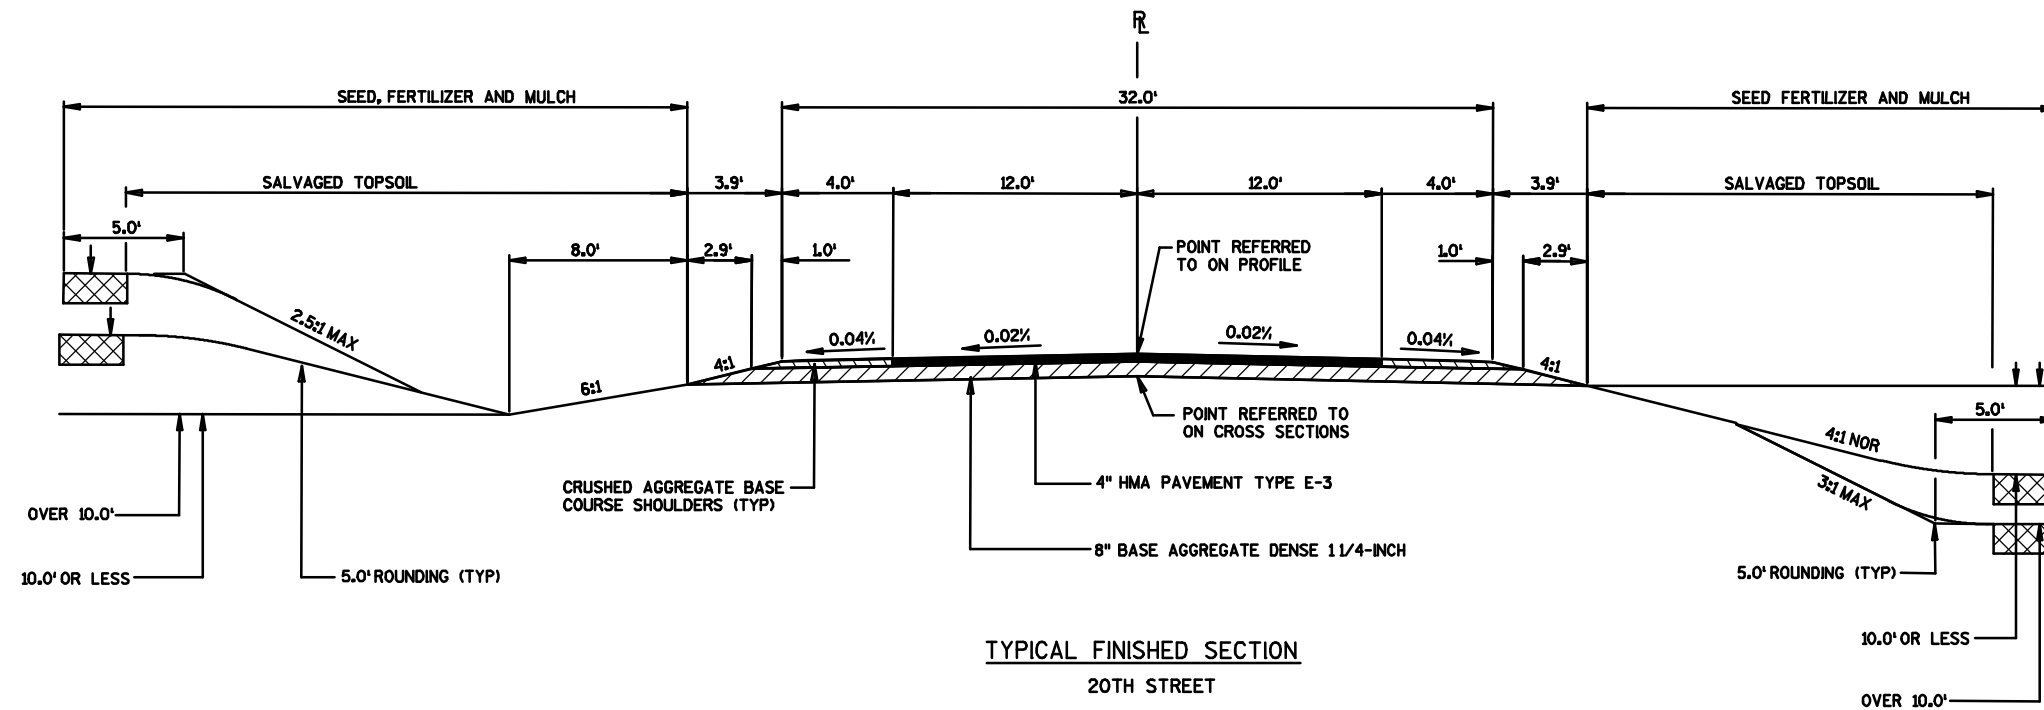 RL
SEED, FERTILIZER AND MULCH
32.0'
SEED FERTILIZER AND MULCH
SALVAGED TOPSOIL
3.9'
4.0'
12.0'
12.0'
4.0'
3.9'
SALVAGED TOPSOIL
5.0'
8.0'
2.9'
1.0'
POINT REFERRED
TO ON PROFILE
1.0'
2.9'
2.5:1 MAX
4:1
0.04%
0.02%
0.02%
0.04%
4:1
6:1
POINT REFERRED TO
ON CROSS SECTIONS
5.0'
4:1 NOR
3:1 MAX
CRUSHED AGGREGATE BASE
COURSE SHOULDERS (TYP)
4" HMA PAVEMENT TYPE E-3
OVER 10.0'
8" BASE AGGREGATE DENSE 1 1/4-INCH
10.0' OR LESS
5.0' ROUNDING (TYP)
5.0' ROUNDING (TYP)
10.0' OR LESS
TYPICAL FINISHED SECTION
20TH STREET
OVER 10.0'